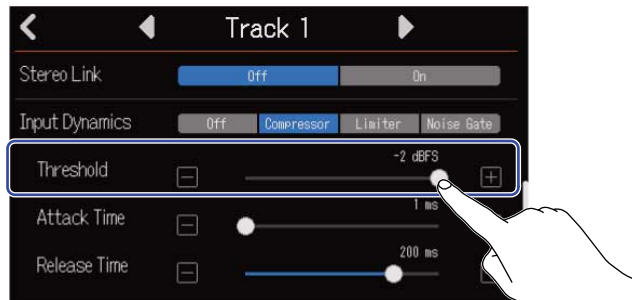 Track 1
Stereo Link Off On
Input Dynamics Off Compressor Limiter Noise Gate
Threshold -2 dBFS
Attack Time 1 ms
Release Time 200 ms